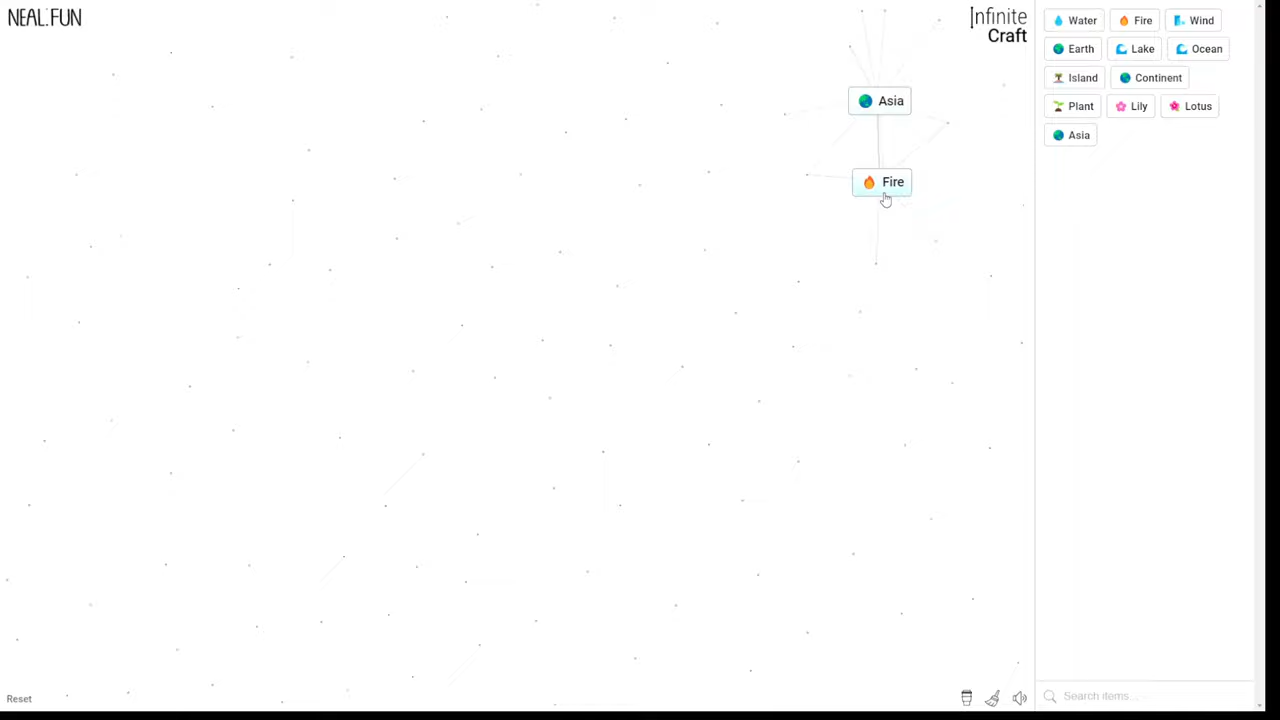 NEAL.FUN
Infinite
Craft
Asia
Fire
Water
Fire
Wind
Earth
Lake
Ocean
Island
Continent
Plant
Lily
Lotus
Asia
Reset
Search items...